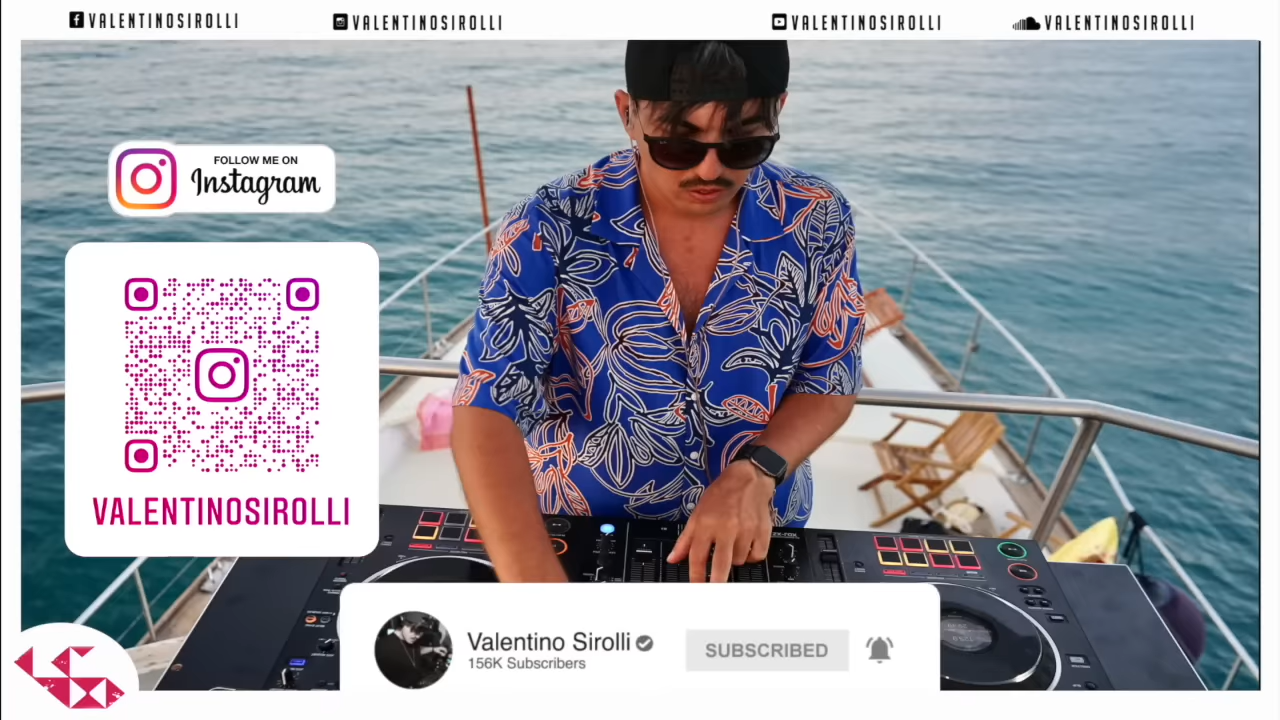 VALENTINOSIROLLI
VALENTINOSIROLLI
VALENTINOSIROLLI
VALENTINOSIROLLI
FOLLOW ME ON
Instagram
VALENTINOSIROLLI
Valentino Sirolli
156K Subscribers
SUBSCRIBED